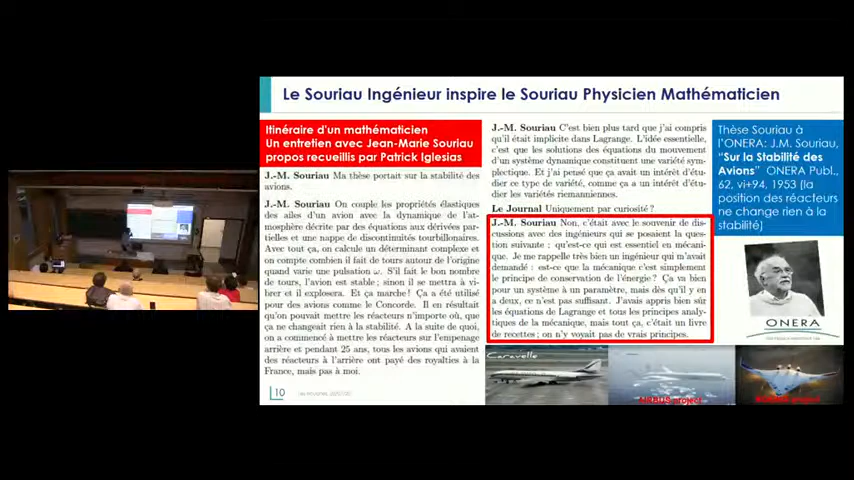 Le Souriau Ingénieur inspire le Souriau Physicien Mathématicien
Itinéraire d'un mathématicien
Un entretien avec Jean-Marie Souriau
propos recueillis par Patrick Iglesias
J.-M. Souriau Ma thèse portait sur la stabilité des
avions.
J.-M. Souriau On couple les propriétés élastiques
des ailes d'un avion avec la dynamique de l'at-
mosphère décrite par des équations aux dérivées par-
tielles et une nappe de discontinuités tourbillonaires.
Avec tout ça, on calcule un déterminant complexe et
on compte combien il fait de tours autour de l'origine
quand varie une pulsation ω. S'il fait le bon nombre
de tours, l'avion est stable; sinon il se mettra à vi-
brer et il explosera. Et ça marche ! Ça a été utilisé
pour des avions comme le Concorde. Il en résultait
qu'on pouvait mettre les réacteurs n'importe où, que
ça ne changeait rien à la stabilité. A la suite de quoi,
on a commencé à mettre les réacteurs sur l'empenage
arrière et pendant 25 ans, tous les avions qui avaient
des réacteurs à l'arrière ont payé des royalties à la
France, mais pas à moi.
J.-M. Souriau C'est bien plus tard que j'ai compris
qu'il était implicite dans Lagrange. L'idée essentielle,
c'est que les solutions des équations du mouvement
d'un système dynamique constituent une variété sym-
plectique. Et j'ai pensé que ça avait un intérêt d'étu-
dier ce type de variété, comme ça a un intérêt d'étu-
dier les variétés riemanniennes.
Le Journal Uniquement par curiosité ?
J.-M. Souriau Non, c'était avec le souvenir de dis-
cussions avec des ingénieurs qui se posaient la ques-
tion suivante : qu'est-ce qui est essentiel en mécani-
que. Je me rappelle très bien un ingénieur qui m'avait
demandé : est-ce que la mécanique c'est simplement
le principe de conservation de l'énergie ? Ça va bien
pour un système à un paramètre, mais dès qu'il y en
a deux, ce n'est pas suffisant. J'avais appris bien sûr
les équations de Lagrange et tous les principes analy-
tiques de la mécanique, mais tout ça, c'était un livre
de recettes ; on n'y voyait pas de vrais principes.
Thèse Souriau à
l'ONERA: J.M. Souriau,
"Sur la Stabilité des
Avions" ONERA Publ.,
62, vi+94, 1953 (la
position des réacteurs
ne change rien à la
stabilité)
ONERA
Caravelle
project
10